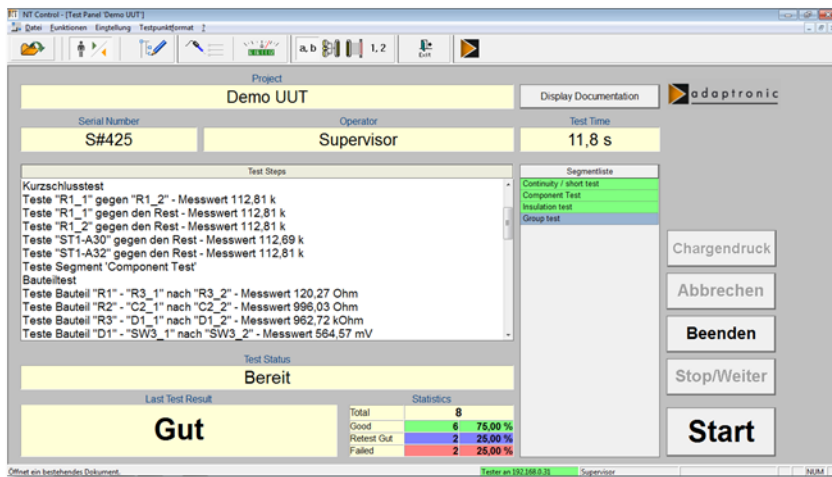 NT Control - [Test Panel 'Demo UUT']
Datei Funktionen Einstellung Testpunktformat ?
a, b 1, 2 Exit
Project
Demo UUT
Display Documentation
adaptronic
Serial Number Operator Test Time
S#425 Supervisor 11,8 s
Test Steps
Kurzschlusstest
Teste "R1_1" gegen "R1_2" - Messwert 112,81 k
Teste "R1_1" gegen den Rest - Messwert 112,81 k
Teste "R1_2" gegen den Rest - Messwert 112,81 k
Teste "ST1-A30" gegen den Rest - Messwert 112,69 k
Teste "ST1-A32" gegen den Rest - Messwert 112,81 k
Teste Segment 'Component Test'
Bauteiltest
Teste Bauteil "R1" - "R3_1" nach "R3_2" - Messwert 120,27 Ohm
Teste Bauteil "R2" - "C2_1" nach "C2_2" - Messwert 996,03 Ohm
Teste Bauteil "R3" - "D1_1" nach "D1_2" - Messwert 962,72 kOhm
Teste Bauteil "D1" - "SW3_1" nach "SW3_2" - Messwert 564,57 mV
Segmentliste
Continuity / short test
Component Test
Insulation test
Group test
Chargendruck
Abbrechen
Beenden
Stop/Weiter
Start
Test Status
Bereit
Last Test Result
Gut
Statistics
Total 8
Good 6 75,00 %
Retest Gut 2 25,00 %
Failed 2 25,00 %
Öffnet ein bestehendes Dokument. Tester an 192.168.0.31 Supervisor NUM